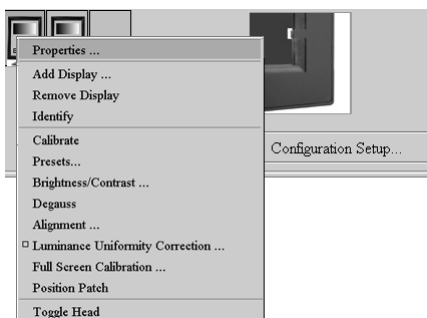 Properties ...
Add Display ...
Remove Display
Identify
Calibrate
Configuration Setup...
Presets...
Brightness/Contrast ...
Degauss
Alignment ...
Luminance Uniformity Correction ...
Full Screen Calibration ...
Position Patch
Toggle Head